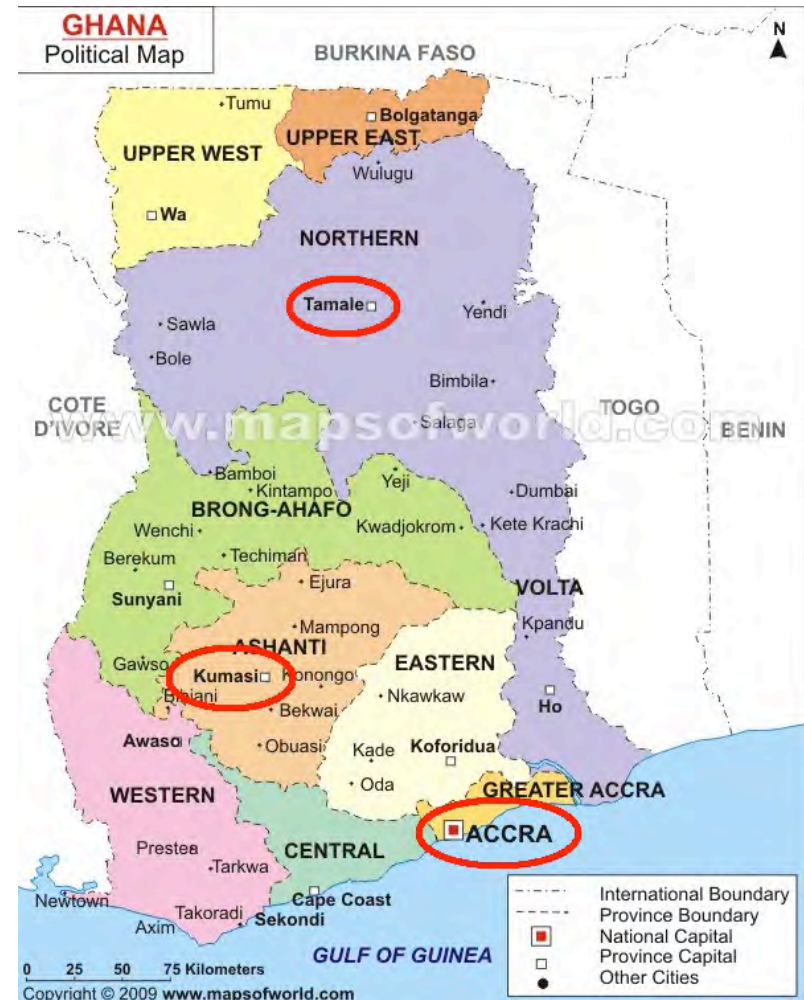 GHANA
Political Map
N
BURKINA FASO
Tumu
Bolgatanga
UPPER EAST
UPPER WEST
Wulugu
Wa
NORTHERN
Tamale
Yendi
Sawla
Bole
Bimbila
COTE
D'IVORE
TOGO
BENIN
www.mapsofworld.com
Salaga
Bamboi
Kintampo
Yeji
Dumbai
BRONG-AHAFO
Wenchi
Kwadjokrom
Kete Krachi
Berekum
Techiman
Ejura
Sunyani
VOLTA
Mampong
Kpandu
ASHANTI
Gawso
EASTERN
Kumasi
Konongo
Bibiani
Nkawkaw
Ho
Bekwai
Awaso
Obuasi
Kade
Koforidua
Oda
WESTERN
GREATER ACCRA
ACCRA
Prestea
CENTRAL
Tarkwa
Newtown
Cape Coast
Takoradi
Axim
Sekondi
GULF OF GUINEA
International Boundary
Province Boundary
National Capital
Province Capital
Other Cities
0 25 50 75 Kilometers
Copyright © 2009 www.mapsofworld.com